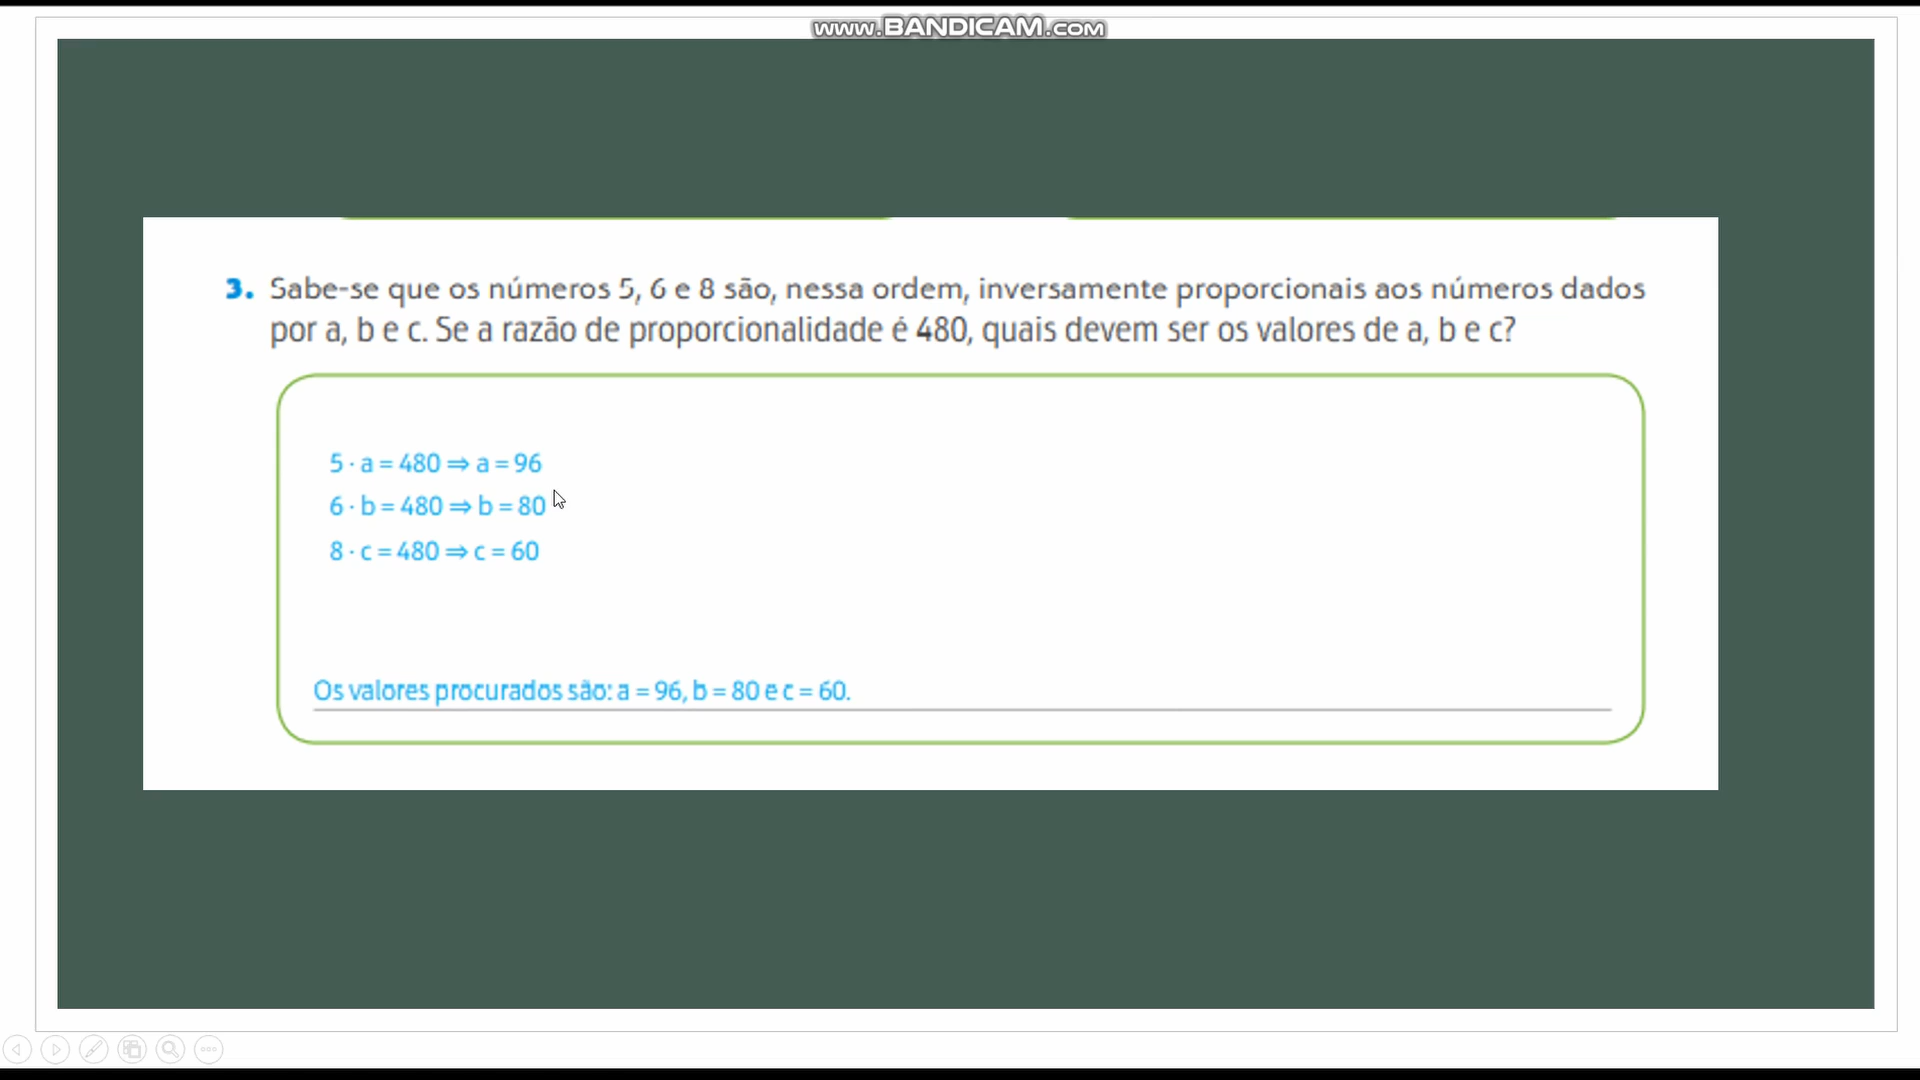 www.BANDICAM.com
3. Sabe-se que os números 5, 6 e 8 são, nessa ordem, inversamente proporcionais aos números dados
por a, b e c. Se a razão de proporcionalidade é 480, quais devem ser os valores de a, b e c?
5 · a = 480 ⇒ a = 96
6 · b = 480 ⇒ b = 80
8 · c = 480 ⇒ c = 60
Os valores procurados são: a = 96, b = 80 e c = 60.